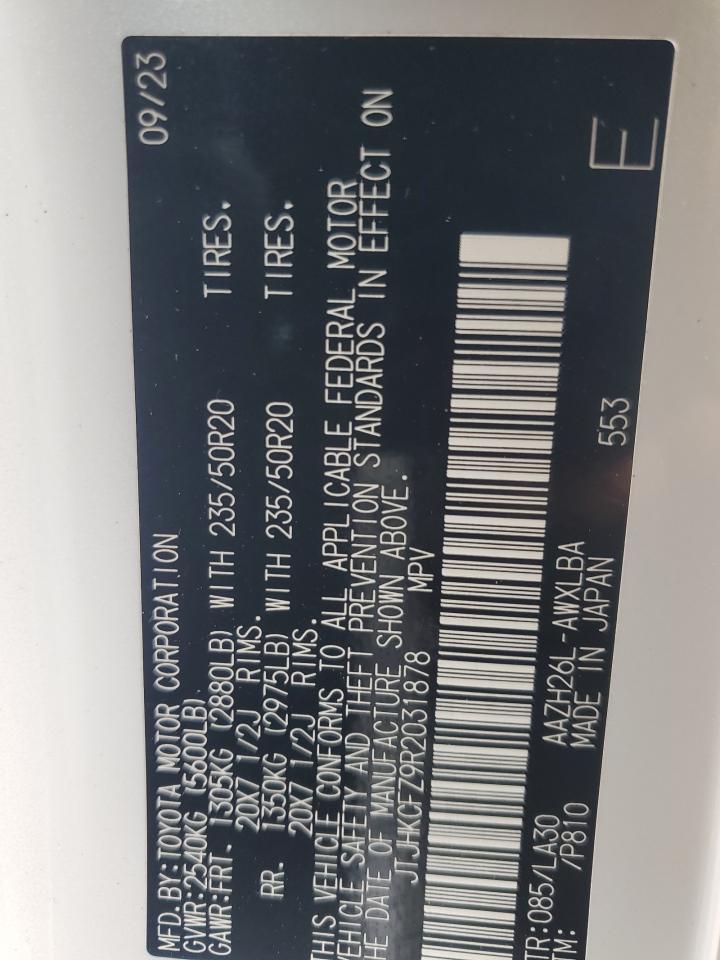 MFD.BY:TOYOTA MOTOR CORPORATION 09/23
GVWR:2540KG (5600LB)
GAWR:FRT. 1305KG (2880LB) WITH 235/50R20 TIRES.
20X7 1/2J RIMS.
RR. 1350KG (2975LB) WITH 235/50R20 TIRES.
20X7 1/2J RIMS.
THIS VEHICLE CONFORMS TO ALL APPLICABLE FEDERAL MOTOR
VEHICLE SAFETY AND THEFT PREVENTION STANDARDS IN EFFECT ON
THE DATE OF MANUFACTURE SHOWN ABOVE.
JTJHKCFZ9R2031878 MPV
TR:085/LA30 AAZH26L-AWXLBA
TM: /P810 MADE IN JAPAN 553 E